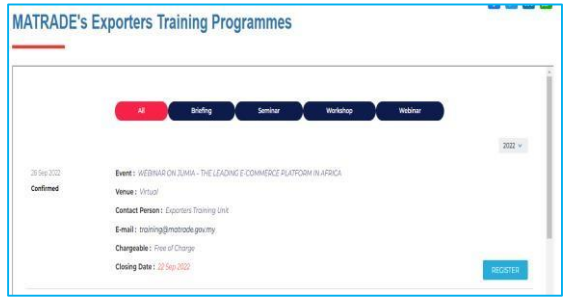 MATRADE's Exporters Training Programmes
All Briefing Seminar Workshop Webinar
2022
26 Sep 2022
Confirmed
Event : WEBINAR ON JUMIA - THE LEADING E-COMMERCE PLATFORM IN AFRICA
Venue : Virtual
Contact Person : Exporters Training Unit
E-mail : training@matrade.gov.my
Chargeable : Free of Charge
Closing Date : 22 Sep 2022
REGISTER